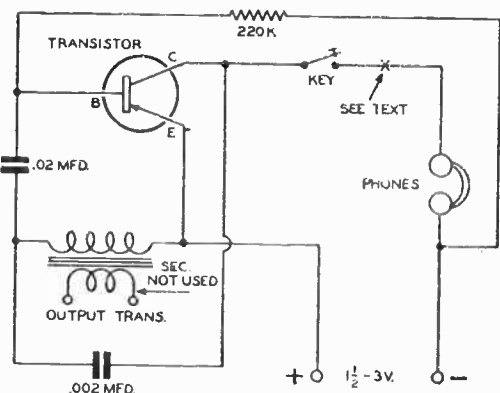 220K
TRANSISTOR
C
B
E
KEY
SEE TEXT
.02 MFD.
PHONES
SEC.
NOT USED
OUTPUT TRANS.
.002 MFD.
+ 1½-3V. -